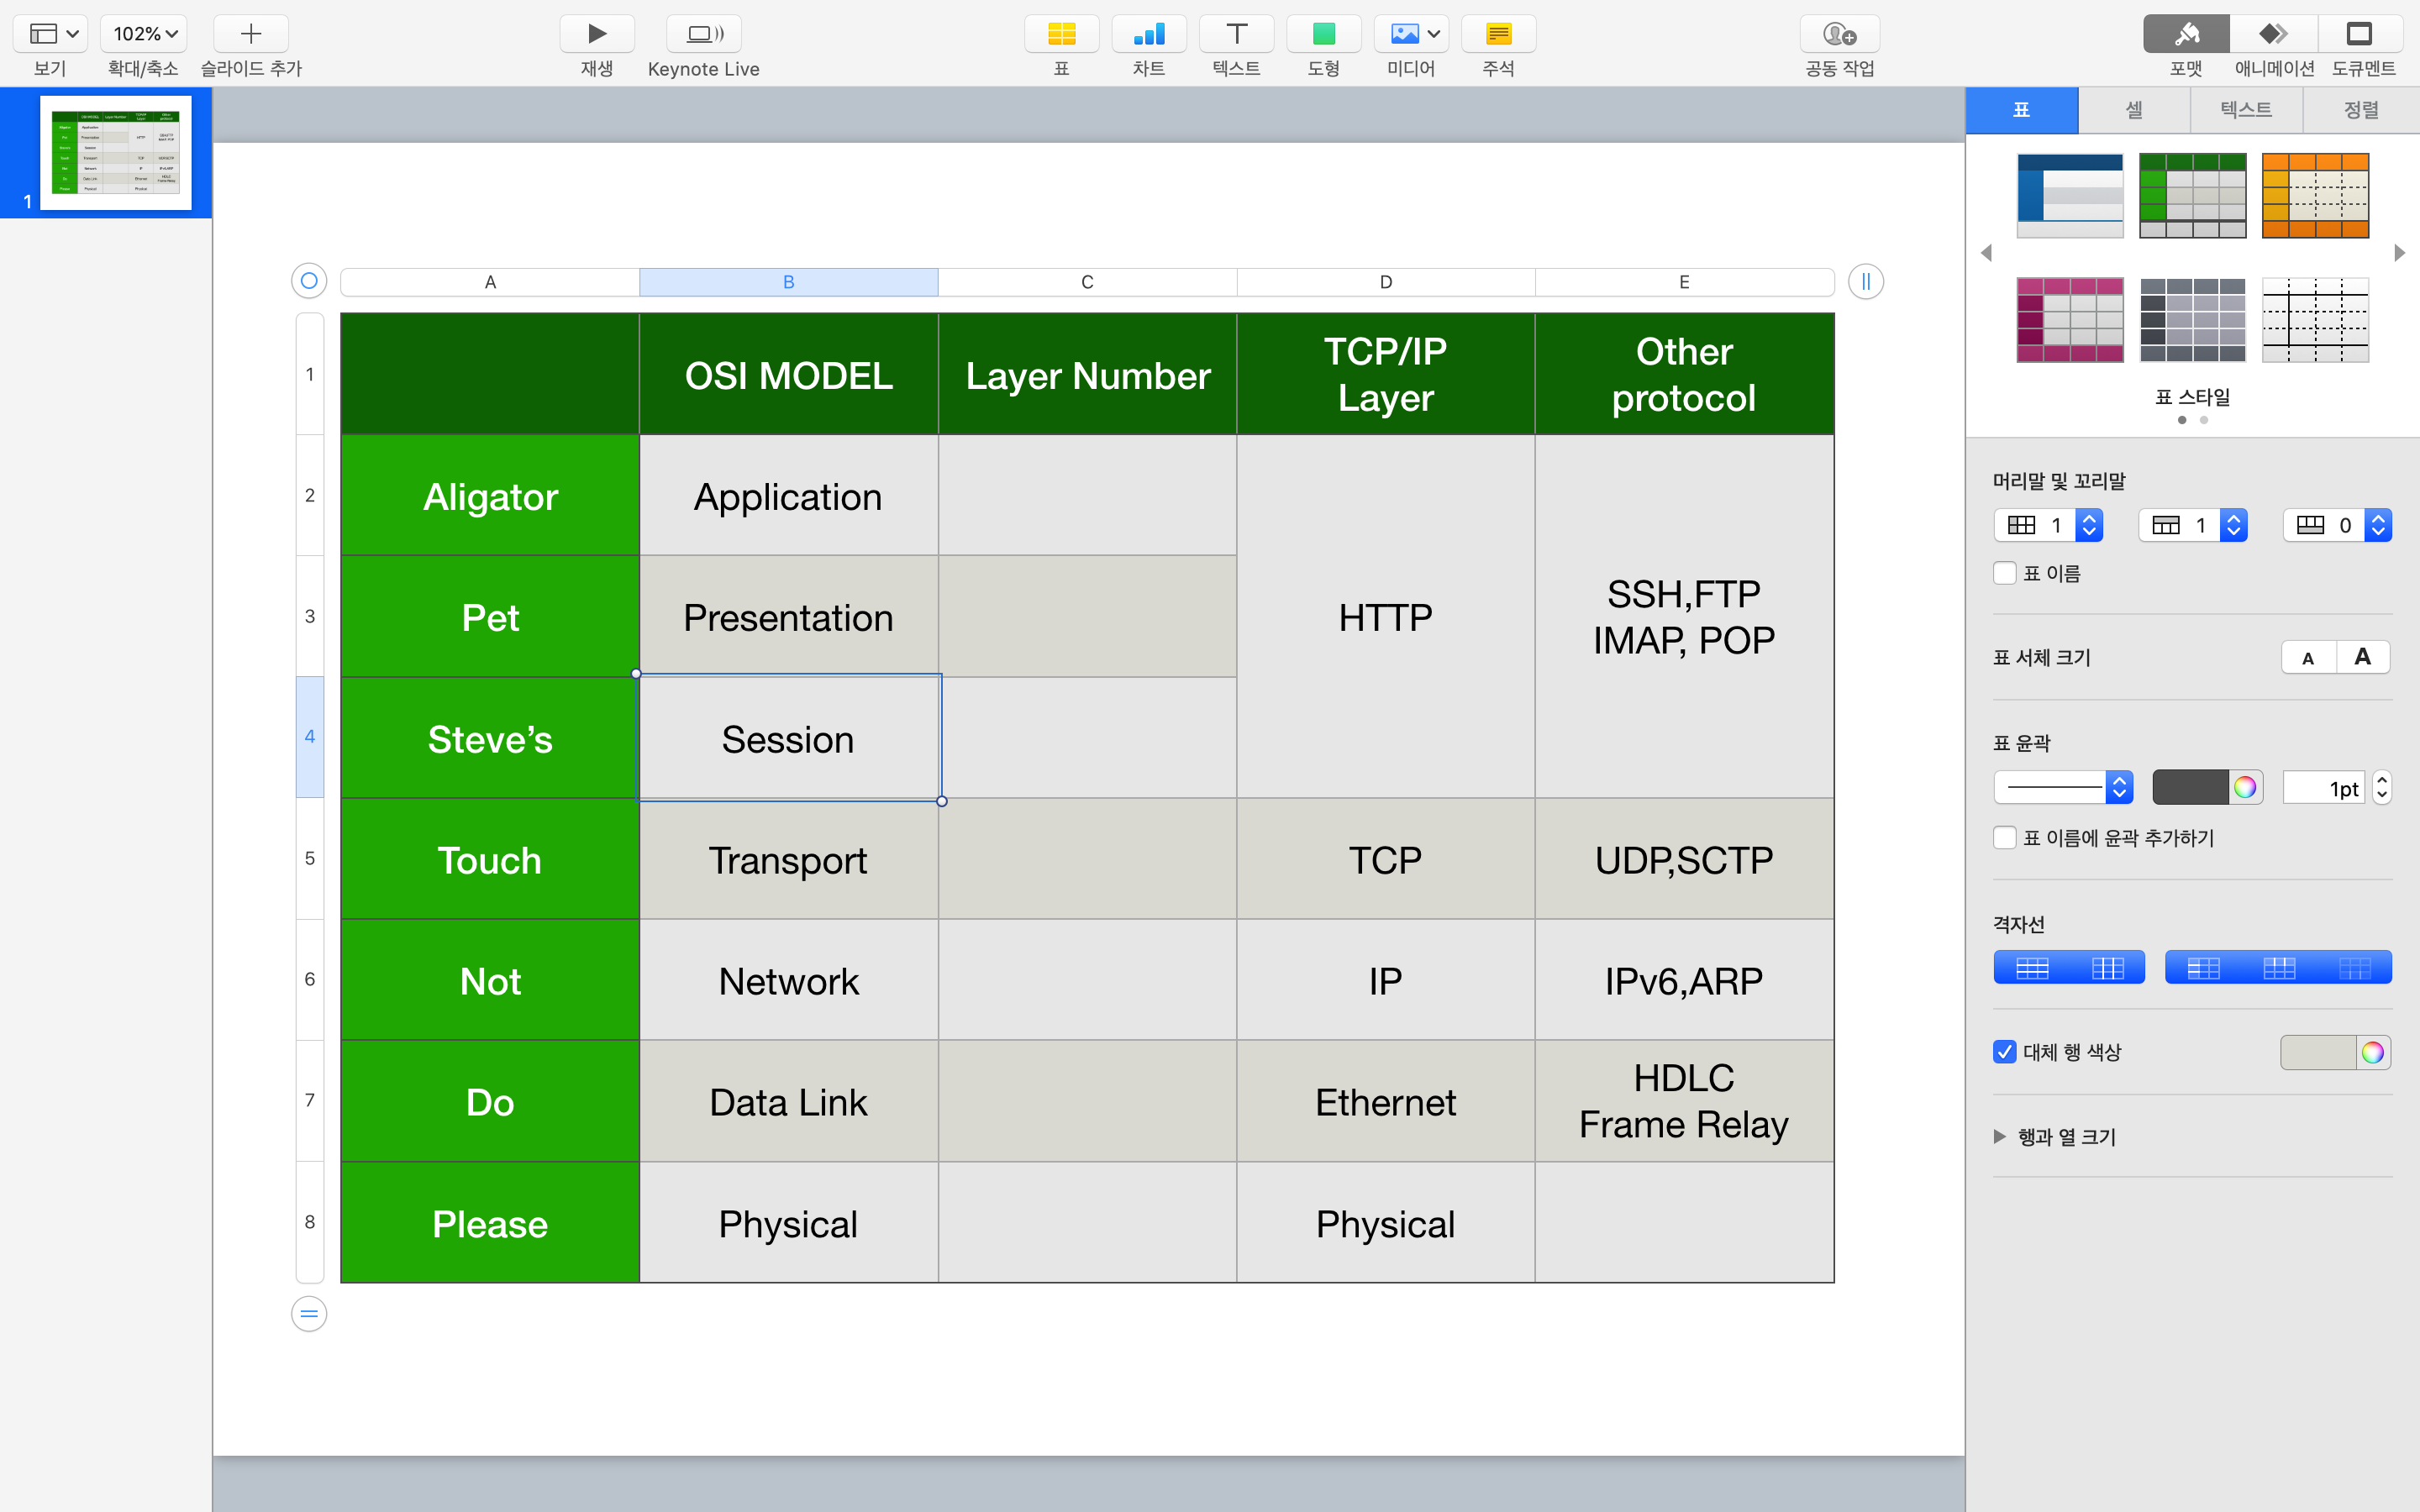 102%
보기
확대/축소
슬라이드 추가
재생
Keynote Live
표
차트
텍스트
도형
미디어
주석
공동 작업
포맷
애니메이션
도큐멘트
1
표
셀
텍스트
정렬
표 스타일
머리말 및 꼬리말
1
1
0
표 이름
표 서체 크기
A
A
표 윤곽
1pt
표 이름에 윤곽 추가하기
격자선
대체 행 색상
행과 열 크기
A
B
C
D
E
1
OSI MODEL
Layer Number
TCP/IP
Layer
Other
protocol
2
Aligator
Application
3
Pet
Presentation
HTTP
SSH,FTP
IMAP, POP
4
Steve’s
Session
5
Touch
Transport
TCP
UDP,SCTP
6
Not
Network
IP
IPv6,ARP
7
Do
Data Link
Ethernet
HDLC
Frame Relay
8
Please
Physical
Physical